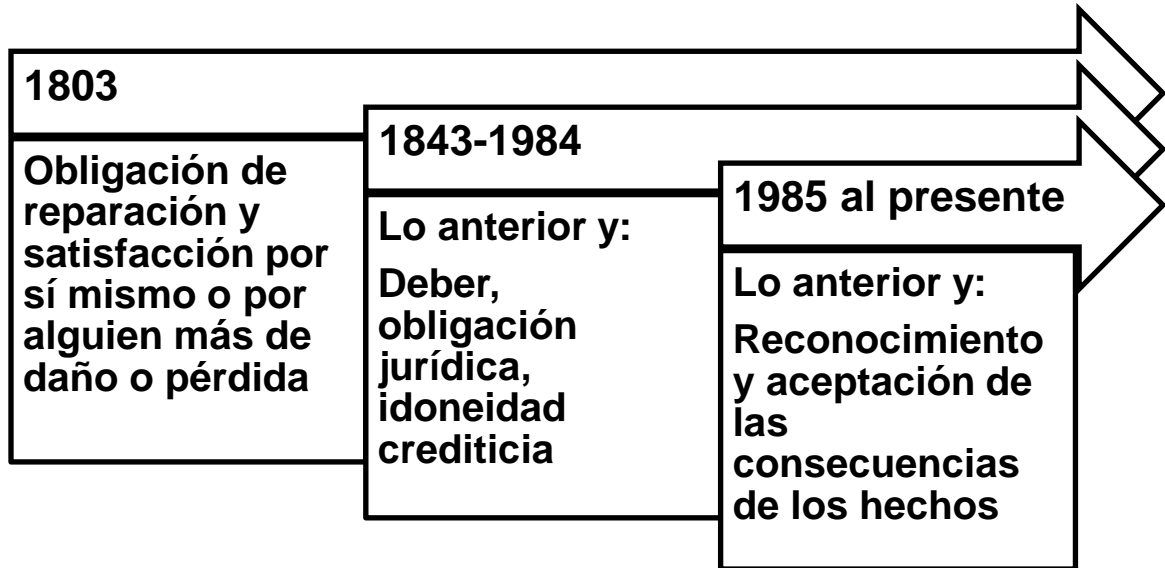 1803
Obligación de
reparación y
satisfacción por
sí mismo o por
alguien más de
daño o pérdida
1843-1984
Lo anterior y:
Deber,
obligación
jurídica,
idoneidad
crediticia
1985 al presente
Lo anterior y:
Reconocimiento
y aceptación de
las
consecuencias
de los hechos